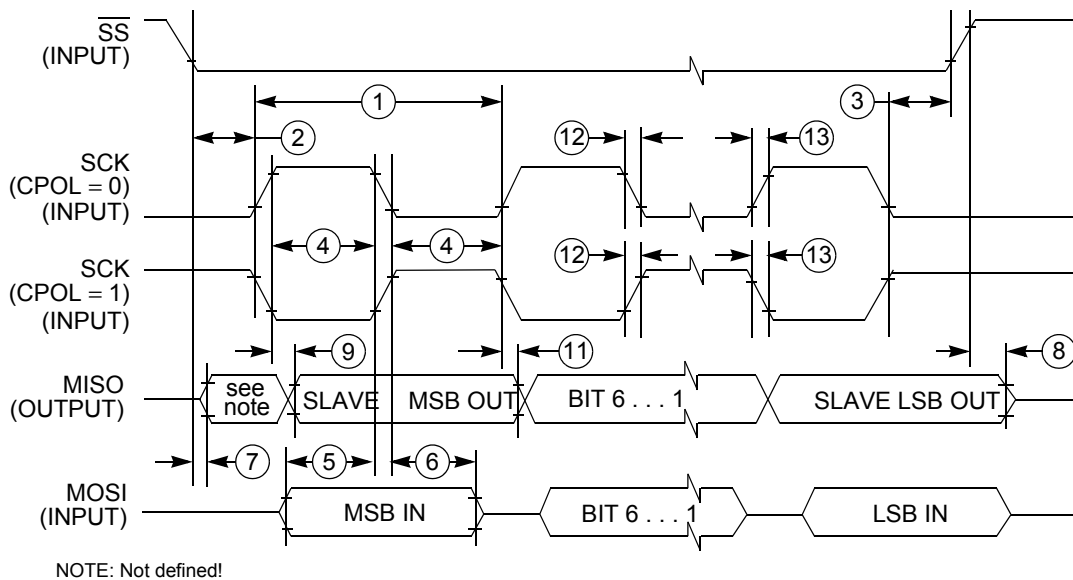 SS
(INPUT)
1
3
2
12
13
SCK
(CPOL = 0)
(INPUT)
4
4
SCK
(CPOL = 1)
(INPUT)
12
13
9
11
8
MISO
(OUTPUT)
see
note
SLAVE
MSB OUT
BIT 6 . . . 1
SLAVE LSB OUT
7
5
6
MOSI
(INPUT)
MSB IN
BIT 6 . . . 1
LSB IN
NOTE: Not defined!